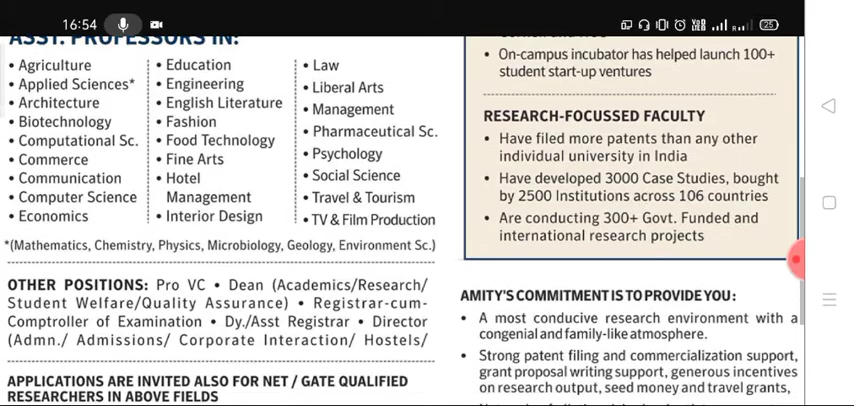 16:54
25
ASST. PROFESSORS IN:
• Agriculture
• Applied Sciences*
• Architecture
• Biotechnology
• Computational Sc.
• Commerce
• Communication
• Computer Science
• Economics
• Education
• Engineering
• English Literature
• Fashion
• Food Technology
• Fine Arts
• Hotel
Management
• Interior Design
• Law
• Liberal Arts
• Management
• Pharmaceutical Sc.
• Psychology
• Social Science
• Travel & Tourism
• TV & Film Production
*(Mathematics, Chemistry, Physics, Microbiology, Geology, Environment Sc.)
OTHER POSITIONS: Pro VC • Dean (Academics/Research/
Student Welfare/Quality Assurance) • Registrar-cum-
Comptroller of Examination • Dy./Asst Registrar • Director
(Admn./ Admissions/ Corporate Interaction/ Hostels/
APPLICATIONS ARE INVITED ALSO FOR NET / GATE QUALIFIED
RESEARCHERS IN ABOVE FIELDS
• On-campus incubator has helped launch 100+
student start-up ventures
RESEARCH-FOCUSSED FACULTY
• Have filed more patents than any other
individual university in India
• Have developed 3000 Case Studies, bought
by 2500 Institutions across 106 countries
• Are conducting 300+ Govt. Funded and
international research projects
AMITY'S COMMITMENT IS TO PROVIDE YOU:
• A most conducive research environment with a
congenial and family-like atmosphere.
• Strong patent filing and commercialization support,
grant proposal writing support, generous incentives
on research output, seed money and travel grants,